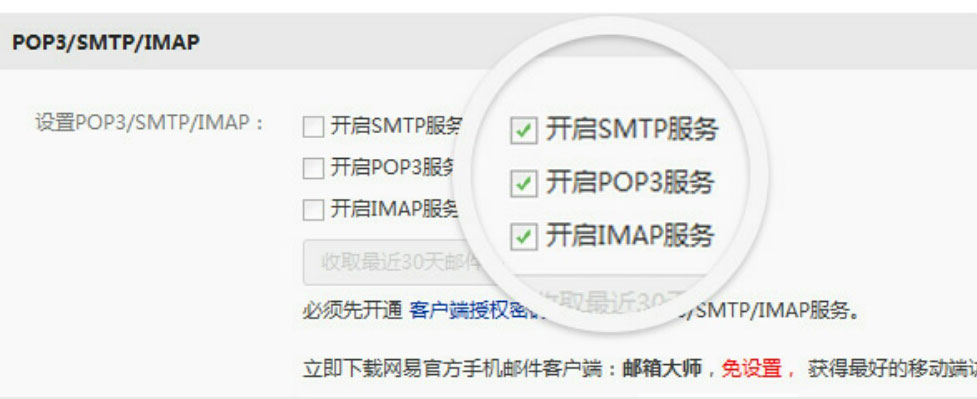 POP3/SMTP/IMAP
设置POP3/SMTP/IMAP：
开启SMTP服务
开启POP3服务
开启IMAP服务
开启SMTP服务
开启POP3服务
开启IMAP服务
收取最近30天邮件
收取最近30天
必须先开通 客户端授权密 /SMTP/IMAP服务。
立即下载网易官方手机邮件客户端：邮箱大师，免设置， 获得最好的移动端